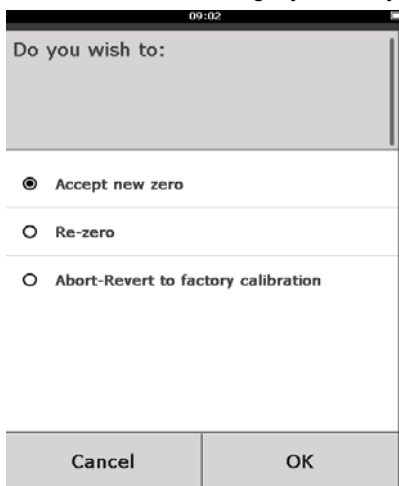 09:02
Do you wish to:
Accept new zero
Re-zero
Abort-Revert to factory calibration
Cancel
OK